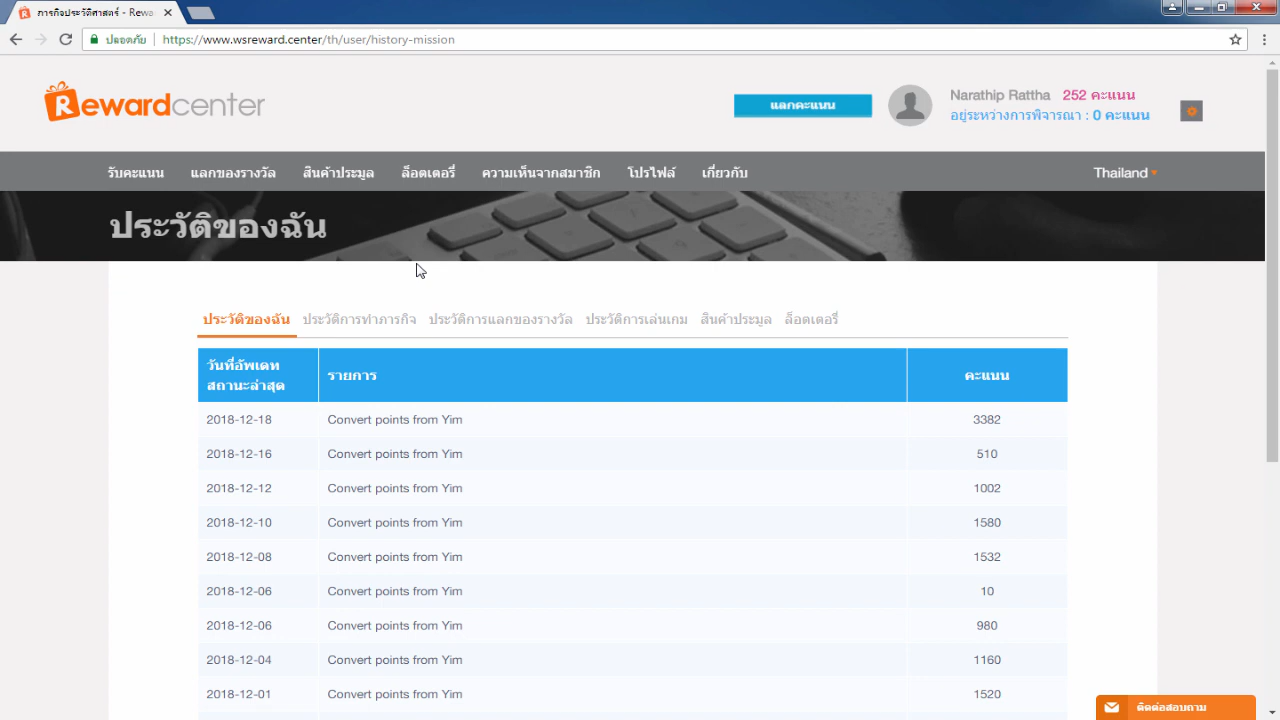 ภารกิจประวัติศาสตร์ - Rewa
ปลอดภัย https://www.wsreward.center/th/user/history-mission
Rewardcenter
แลกคะแนน
Narathip Rattha 252 คะแนน
อยู่ระหว่างการพิจารณา : 0 คะแนน
รับคะแนน แลกของรางวัล สินค้าประมูล ล็อตเตอรี่ ความเห็นจากสมาชิก โปรไฟล์ เกี่ยวกับ Thailand
ประวัติของฉัน
ประวัติของฉัน ประวัติการทำภารกิจ ประวัติการแลกของรางวัล ประวัติการเล่นเกม สินค้าประมูล ล็อตเตอรี่
วันที่อัพเดท
สถานะล่าสุด รายการ คะแนน
2018-12-18 Convert points from Yim 3382
2018-12-16 Convert points from Yim 510
2018-12-12 Convert points from Yim 1002
2018-12-10 Convert points from Yim 1580
2018-12-08 Convert points from Yim 1532
2018-12-06 Convert points from Yim 10
2018-12-06 Convert points from Yim 980
2018-12-04 Convert points from Yim 1160
2018-12-01 Convert points from Yim 1520
ติดต่อสอบถาม